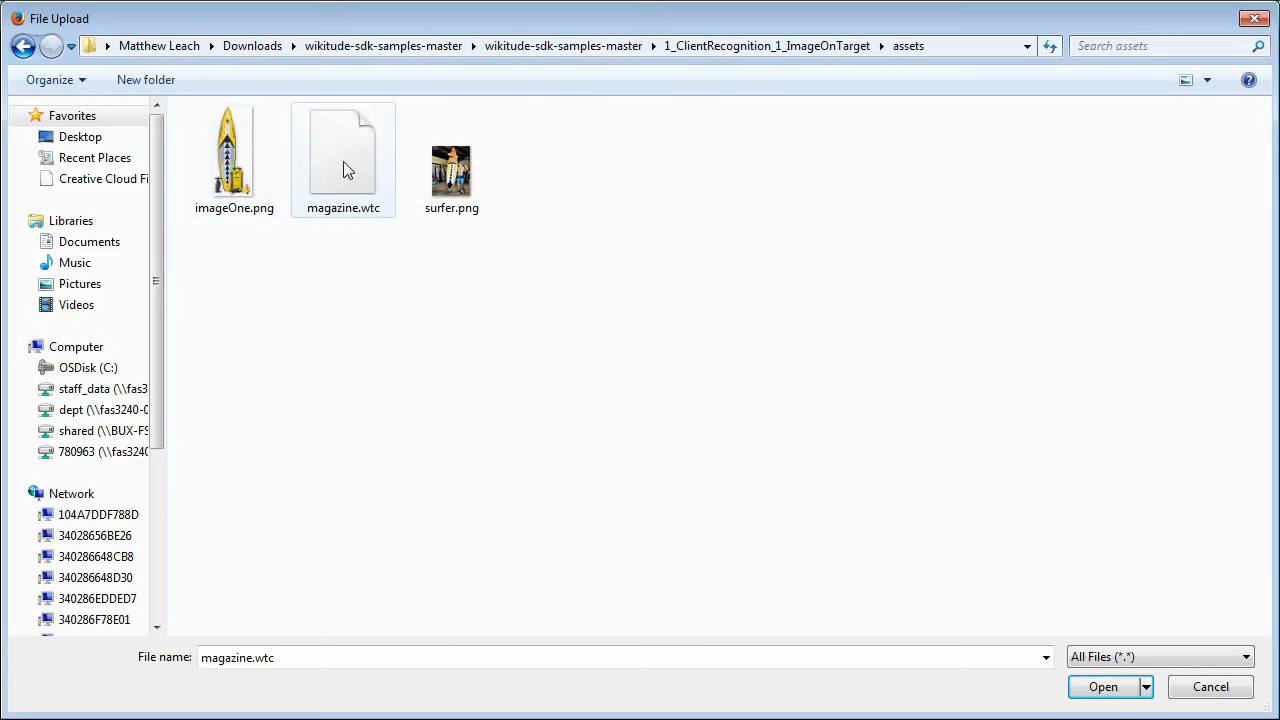 File Upload
Matthew Leach Downloads wikitude-sdk-samples-master wikitude-sdk-samples-master 1_ClientRecognition_1_ImageOnTarget assets
Search assets
Organize New folder
Favorites
Desktop
Recent Places
Creative Cloud Fi
Libraries
Documents
Music
Pictures
Videos
Computer
OSDisk (C:)
staff_data (\\fas3
dept (\\fas3240-0
shared (\\BUX-FS
780963 (\\fas3240
Network
104A7DDF788D
34028656BE26
340286648CB8
340286648D30
340286EDDED7
340286F78E01
imageOne.png magazine.wtc surfer.png
File name: magazine.wtc All Files (*.*)
Open Cancel